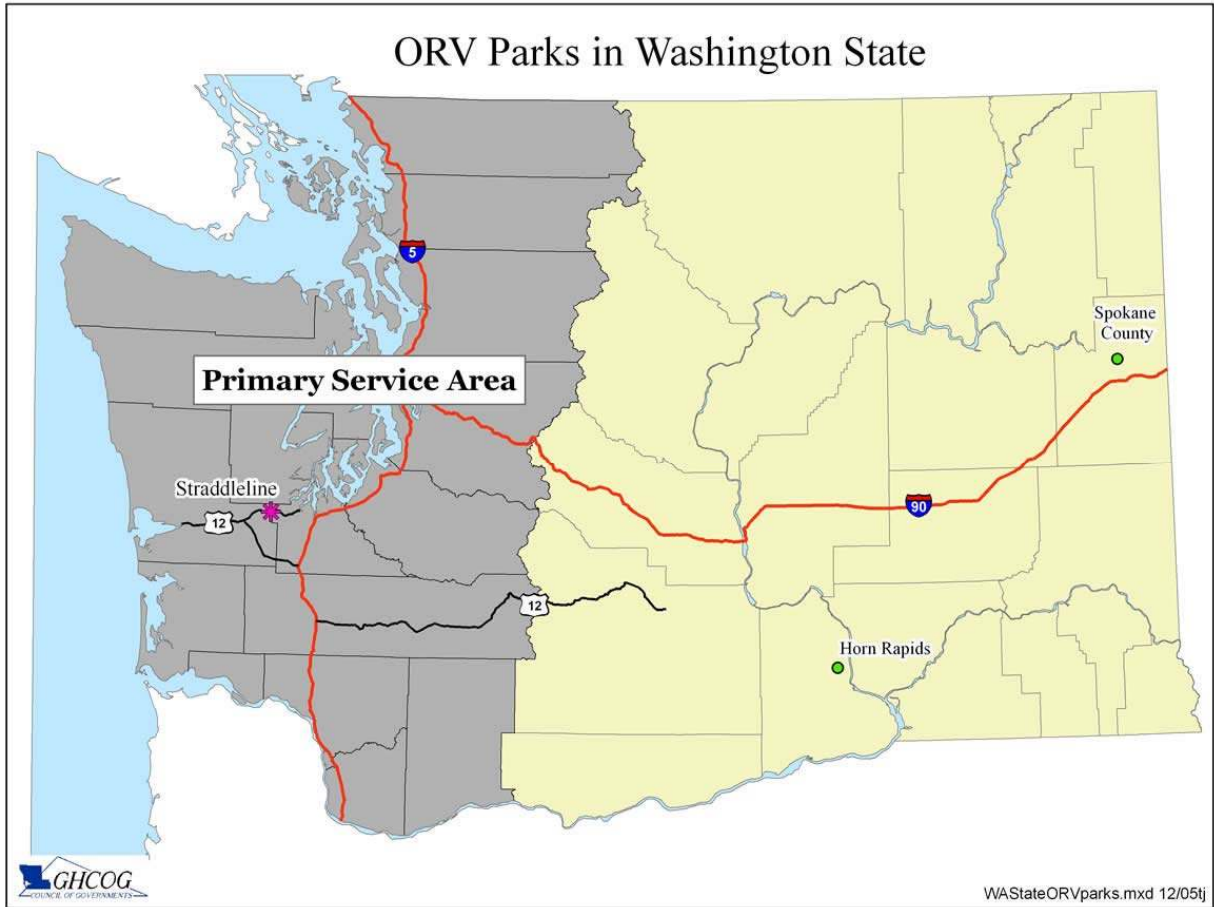 ORV Parks in Washington State
5
Spokane
County
Primary Service Area
Straddleline
12
90
12
Horn Rapids
GHCOG
COUNCIL OF GOVERNMENTS
WAStateORVparks.mxd 12/05tj